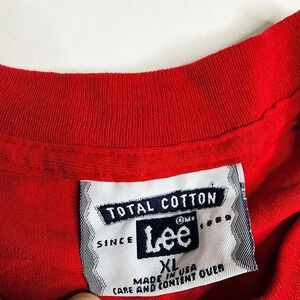 TOTAL COTTON
SINCE Lee 1889
XL
MADE IN USA
CARE AND CONTENT OVER